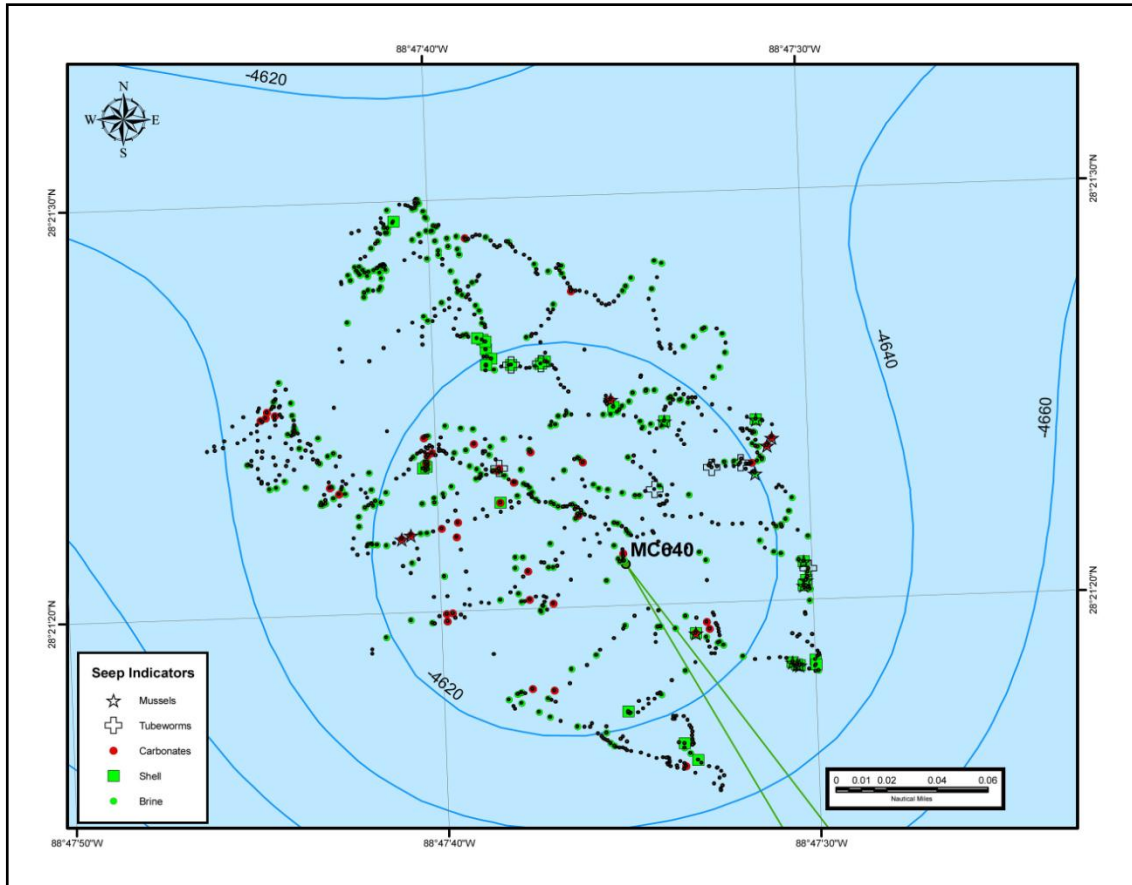 88°47'40"W
88°47'30"W
-4620
N
W
E
S
28°21'30"N
28°21'30"N
-4640
-4660
MC640
28°21'20"N
28°21'20"N
-4620
Seep Indicators
Mussels
Tubeworms
Carbonates
Shell
Brine
0 0.01 0.02 0.04 0.06
Nautical Miles
88°47'50"W
88°47'40"W
88°47'30"W